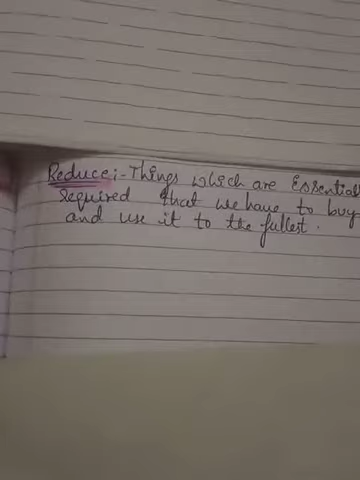 Reduce:- Things which are Essential
required that we have to buy
and use it to the fullest.